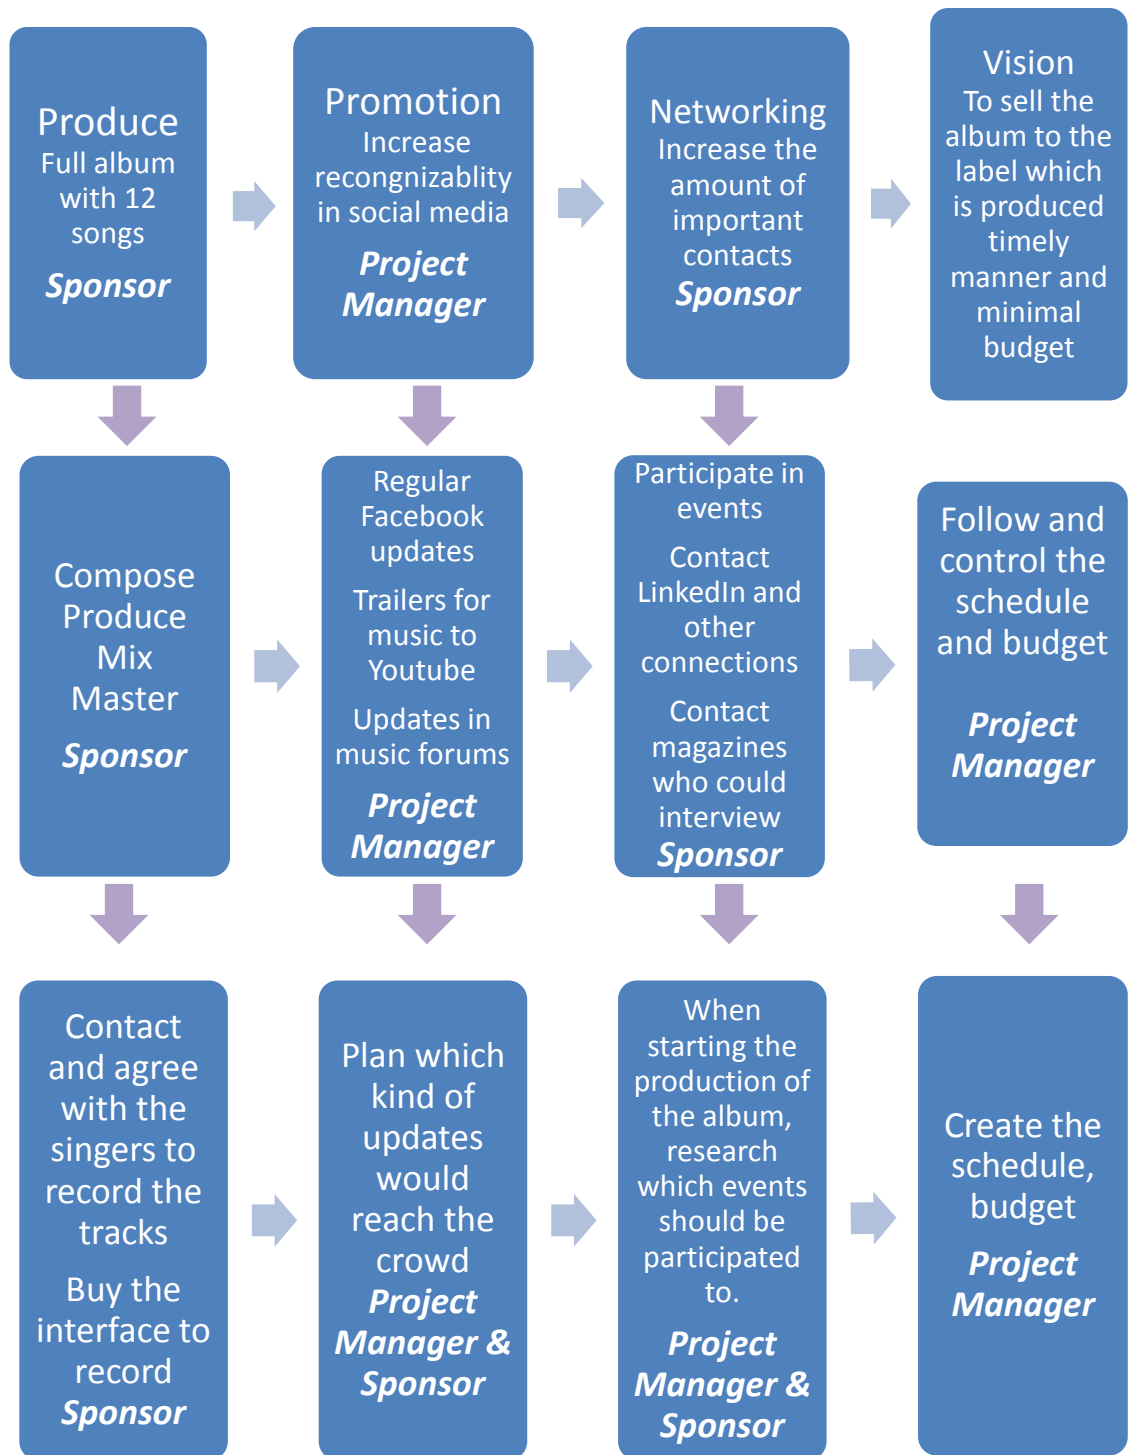 Produce
Full album
with 12
songs
Sponsor
Promotion
Increase
recongnizablity
in social media
Project
Manager
Networking
Increase the
amount of
important
contacts
Sponsor
Vision
To sell the
album to the
label which
is produced
timely
manner and
minimal
budget
Compose
Produce
Mix
Master
Sponsor
Regular
Facebook
updates
Trailers for
music to
Youtube
Updates in
music forums
Project
Manager
Participate in
events
Contact
LinkedIn and
other
connections
Contact
magazines
who could
interview
Sponsor
Follow and
control the
schedule
and budget
Project
Manager
Contact
and agree
with the
singers to
record the
tracks
Buy the
interface to
record
Sponsor
Plan which
kind of
updates
would
reach the
crowd
Project
Manager &
Sponsor
When
starting the
production of
the album,
research
which events
should be
participated
to.
Project
Manager &
Sponsor
Create the
schedule,
budget
Project
Manager